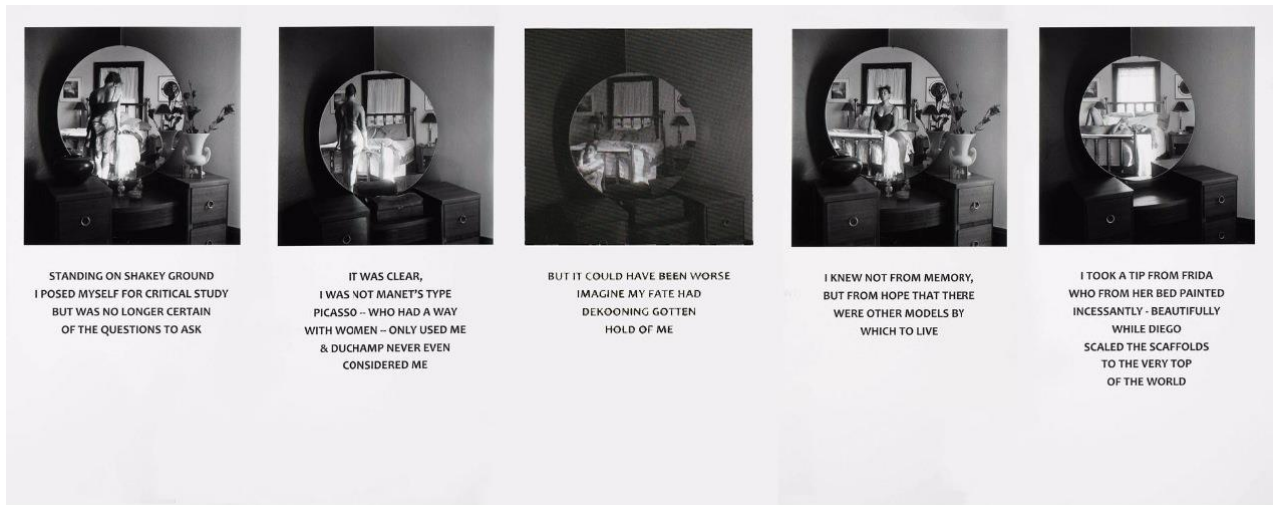 STANDING ON SHAKEY GROUND
I POSED MYSELF FOR CRITICAL STUDY
BUT WAS NO LONGER CERTAIN
OF THE QUESTIONS TO ASK
IT WAS CLEAR,
I WAS NOT MANET'S TYPE
PICASSO -- WHO HAD A WAY
WITH WOMEN -- ONLY USED ME
& DUCHAMP NEVER EVEN
CONSIDERED ME
BUT IT COULD HAVE BEEN WORSE
IMAGINE MY FATE HAD
DEKOONING GOTTEN
HOLD OF ME
I KNEW NOT FROM MEMORY,
BUT FROM HOPE THAT THERE
WERE OTHER MODELS BY
WHICH TO LIVE
I TOOK A TIP FROM FRIDA
WHO FROM HER BED PAINTED
INCESSANTLY - BEAUTIFULLY
WHILE DIEGO
SCALED THE SCAFFOLDS
TO THE VERY TOP
OF THE WORLD